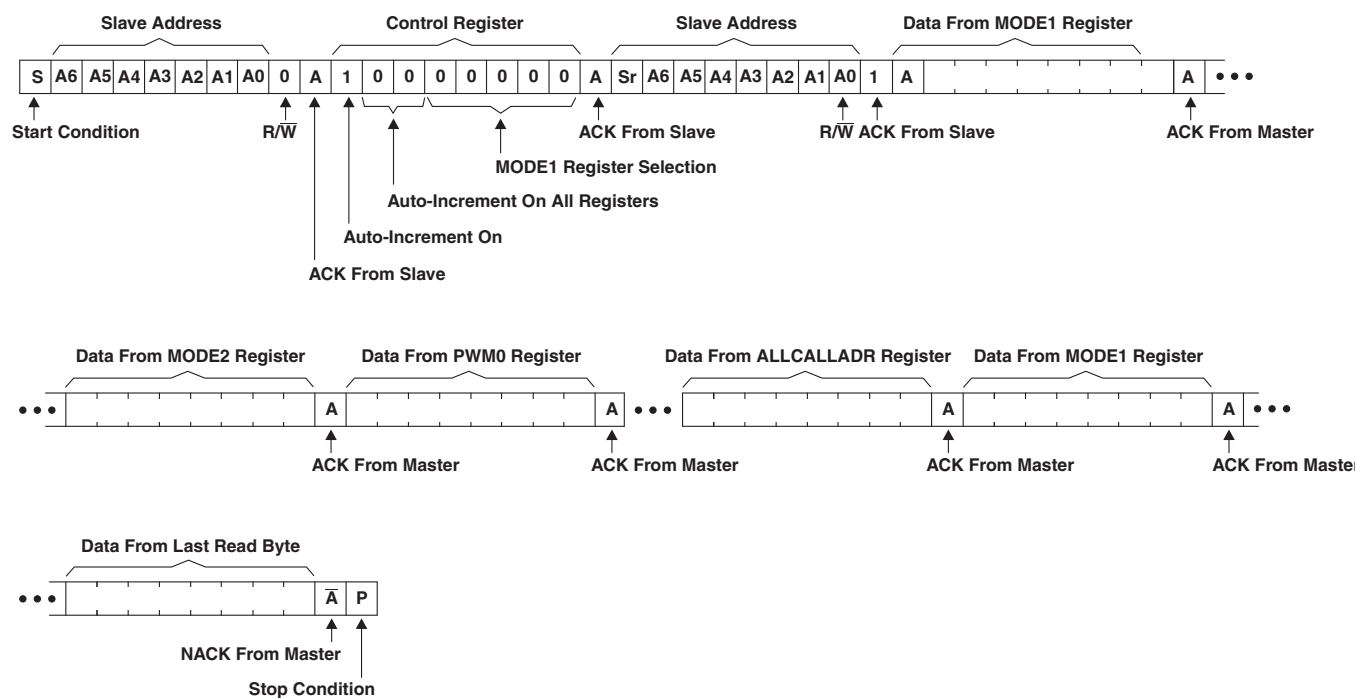 Slave Address Control Register Slave Address Data From MODE1 Register
S A6 A5 A4 A3 A2 A1 A0 0 A 1 0 0 0 0 0 0 0 A Sr A6 A5 A4 A3 A2 A1 A0 1 A A •••
Start Condition R/W̅ ACK From Slave R/W̅ ACK From Slave ACK From Master
MODE1 Register Selection
Auto-Increment On All Registers
Auto-Increment On
ACK From Slave
Data From MODE2 Register Data From PWM0 Register Data From ALLCALLADR Register Data From MODE1 Register
••• A A ••• A A •••
ACK From Master ACK From Master ACK From Master ACK From Master
Data From Last Read Byte
••• A̅ P
NACK From Master
Stop Condition